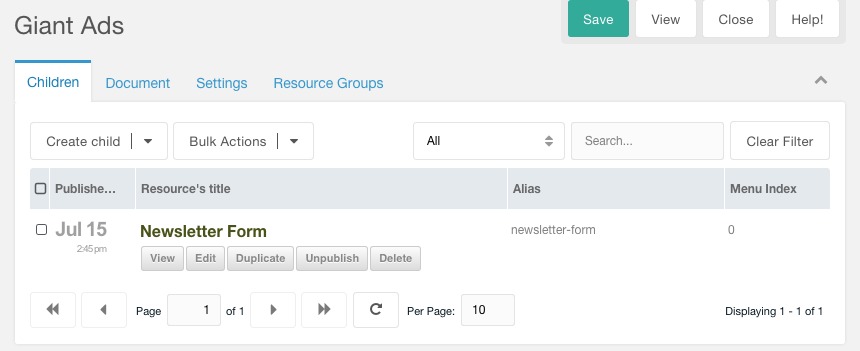 Giant Ads
Save View Close Help!
Children Document Settings Resource Groups
Create child Bulk Actions All Search... Clear Filter
Publishe... Resource's title Alias Menu Index
Jul 15 Newsletter Form newsletter-form 0
2:45pm View Edit Duplicate Unpublish Delete
Page 1 of 1 Per Page: 10 Displaying 1 - 1 of 1